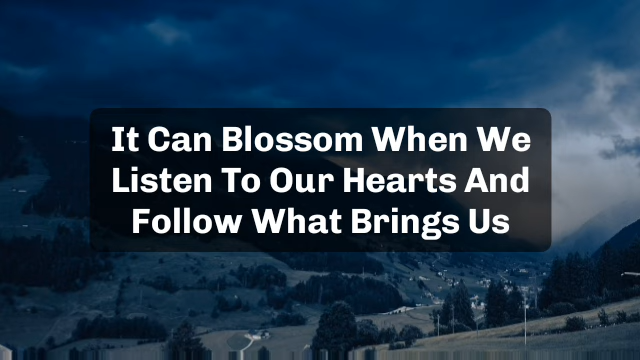 It Can Blossom When We
Listen To Our Hearts And
Follow What Brings Us